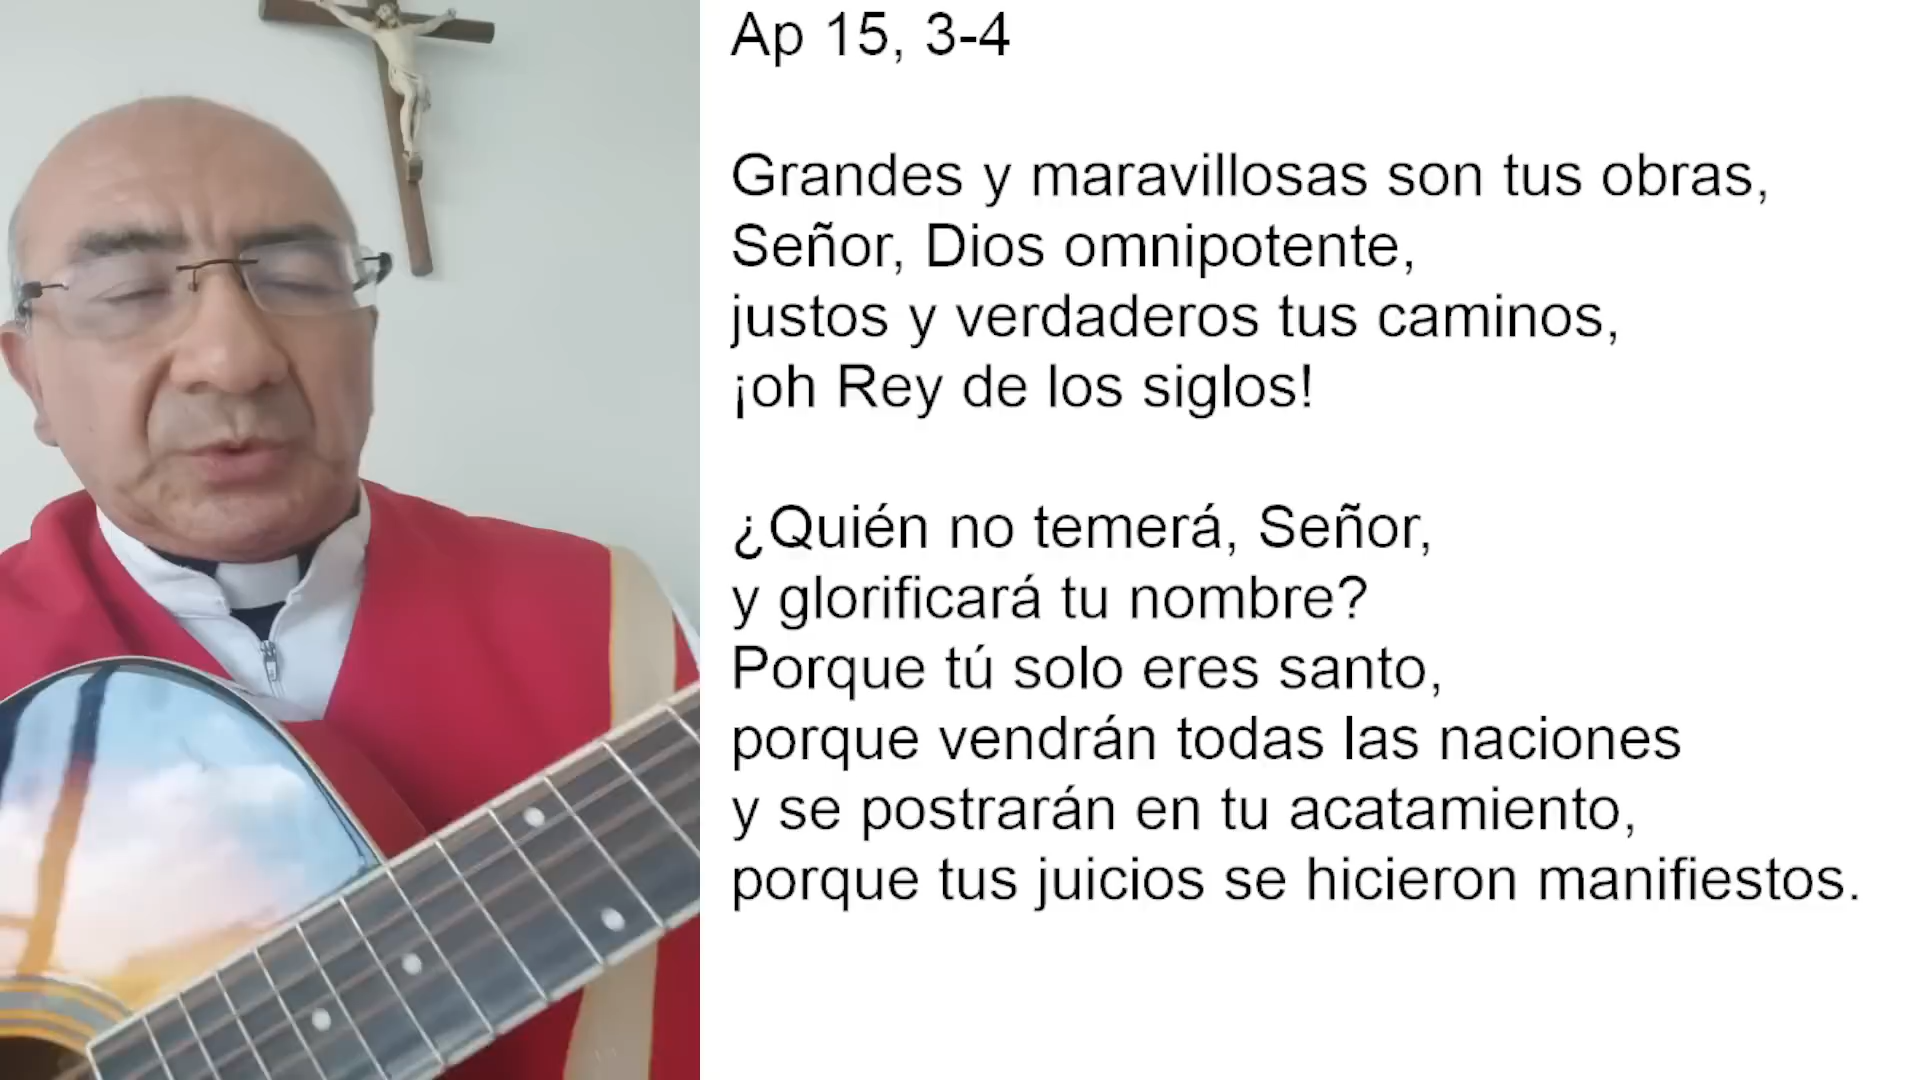 Ap 15, 3-4
Grandes y maravillosas son tus obras,
Señor, Dios omnipotente,
justos y verdaderos tus caminos,
¡oh Rey de los siglos!
¿Quién no temerá, Señor,
y glorificará tu nombre?
Porque tú solo eres santo,
porque vendrán todas las naciones
y se postrarán en tu acatamiento,
porque tus juicios se hicieron manifiestos.